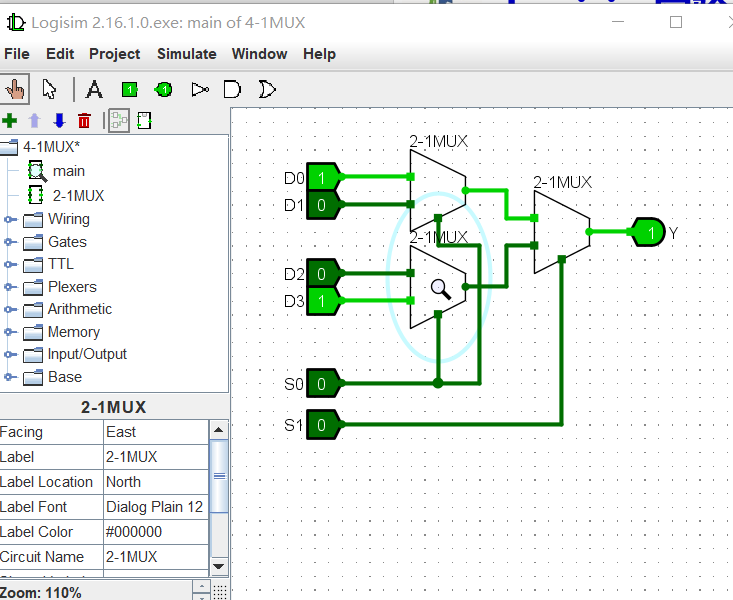 Logisim 2.16.1.0.exe: main of 4-1MUX
File Edit Project Simulate Window Help
A 1 1
4-1MUX*
main
2-1MUX
Wiring
Gates
TTL
Plexers
Arithmetic
Memory
Input/Output
Base
2-1MUX
Facing East
Label 2-1MUX
Label Location North
Label Font Dialog Plain 12
Label Color #000000
Circuit Name 2-1MUX
Zoom: 110%
2-1MUX
D0 1
D1 0
2-1MUX
2-1MUX
1 Y
D2 0
D3 1
S0 0
S1 0